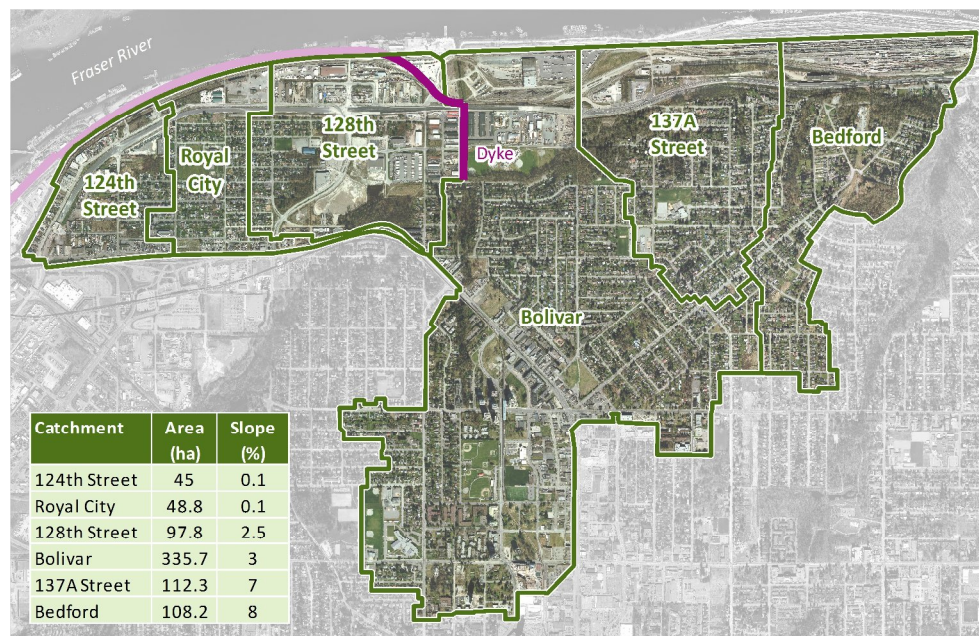 Fraser River
128th
Street
137A
Street
Bedford
Royal
City
Dyke
124th
Street
Bolivar
Catchment Area (ha) Slope (%)
124th Street 45 0.1
Royal City 48.8 0.1
128th Street 97.8 2.5
Bolivar 335.7 3
137A Street 112.3 7
Bedford 108.2 8